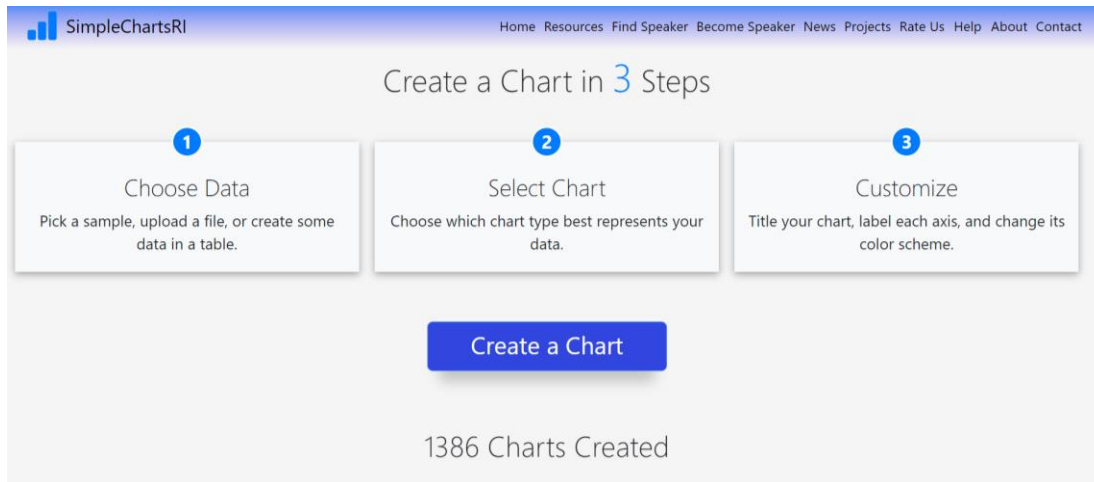 SimpleChartsRI
Home Resources Find Speaker Become Speaker News Projects Rate Us Help About Contact
Create a Chart in 3 Steps
1
Choose Data
Pick a sample, upload a file, or create some
data in a table.
2
Select Chart
Choose which chart type best represents your
data.
3
Customize
Title your chart, label each axis, and change its
color scheme.
Create a Chart
1386 Charts Created